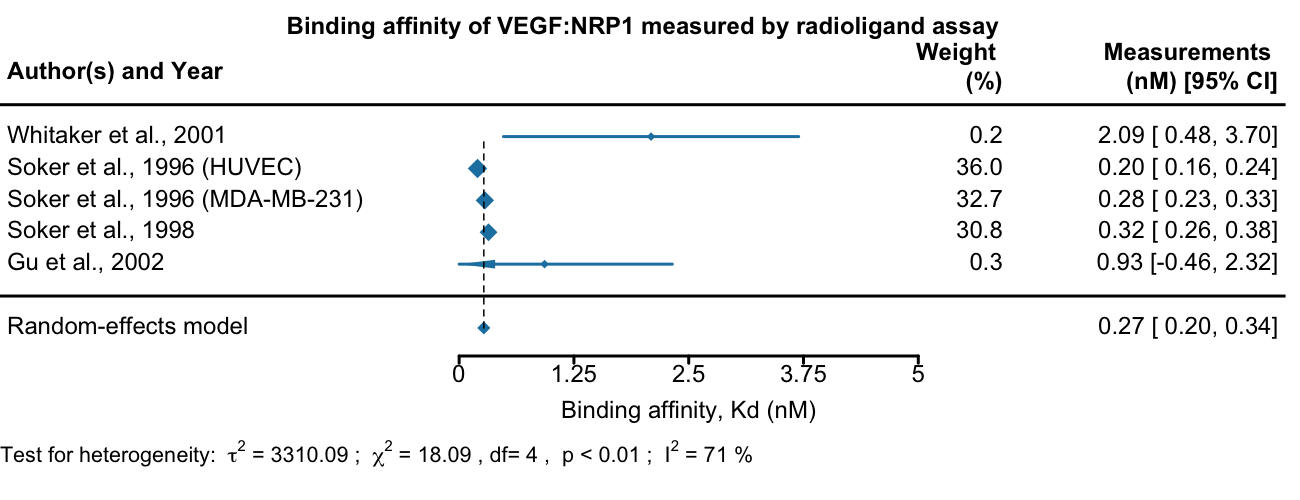 Binding affinity of VEGF:NRP1 measured by radioligand assay
Author(s) and Year Weight (%) Measurements (nM) [95% CI]
Whitaker et al., 2001 0.2 2.09 [ 0.48, 3.70]
Soker et al., 1996 (HUVEC) 36.0 0.20 [ 0.16, 0.24]
Soker et al., 1996 (MDA-MB-231) 32.7 0.28 [ 0.23, 0.33]
Soker et al., 1998 30.8 0.32 [ 0.26, 0.38]
Gu et al., 2002 0.3 0.93 [-0.46, 2.32]
Random-effects model 0.27 [ 0.20, 0.34]
0 1.25 2.5 3.75 5
Binding affinity, Kd (nM)
Test for heterogeneity: τ² = 3310.09 ; χ² = 18.09 , df= 4 , p < 0.01 ; I² = 71 %